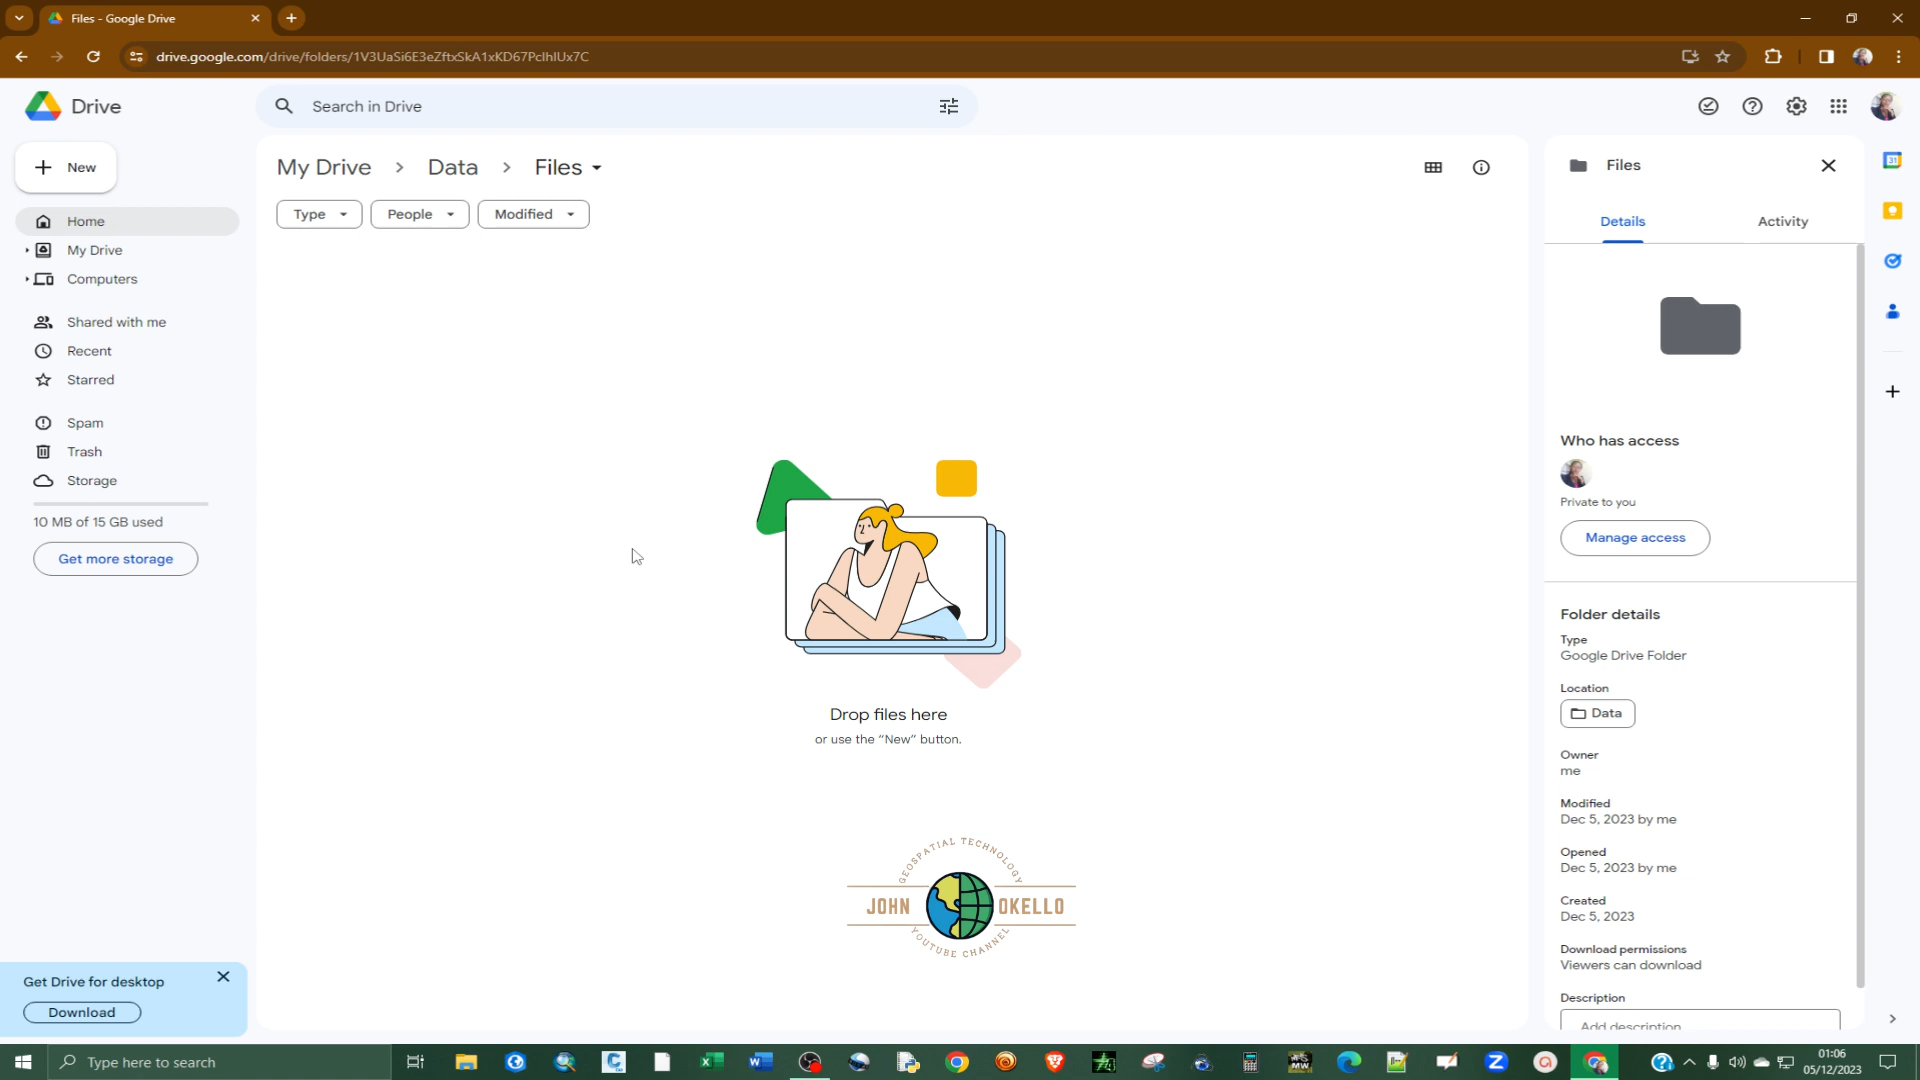 Files - Google Drive
drive.google.com/drive/folders/1V3UaSi6E3eZftxSkA1xKD67PclhlUx7C
Drive
Search in Drive
New
My Drive > Data > Files
Type
People
Modified
Home
My Drive
Computers
Shared with me
Recent
Starred
Spam
Trash
Storage
10 MB of 15 GB used
Get more storage
Drop files here
or use the “New” button.
GEOSPATIAL TECHNOLOGY
JOHN OKELLO
YOUTUBE CHANNEL
Get Drive for desktop
Download
Files
Details
Activity
Who has access
Private to you
Manage access
Folder details
Type
Google Drive Folder
Location
Data
Owner
me
Modified
Dec 5, 2023 by me
Opened
Dec 5, 2023 by me
Created
Dec 5, 2023
Download permissions
Viewers can download
Description
Add description
31
Type here to search
01:06
05/12/2023